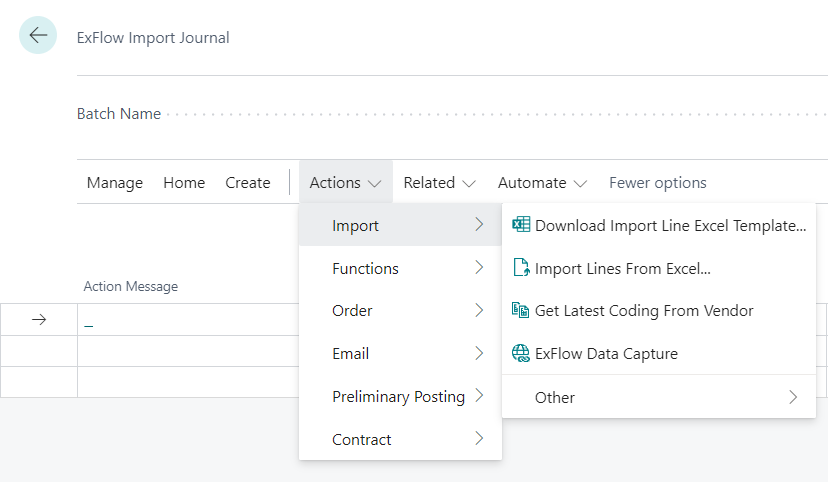 ExFlow Import Journal
Batch Name
Manage Home Create Actions Related Automate Fewer options
Import
Functions
Order
Email
Preliminary Posting
Contract
Download Import Line Excel Template...
Import Lines From Excel...
Get Latest Coding From Vendor
ExFlow Data Capture
Other
Action Message
_